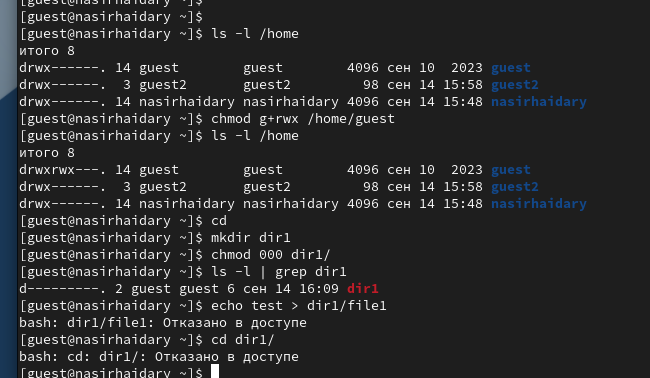 [guest@nasirhaidary ~]$
[guest@nasirhaidary ~]$
[guest@nasirhaidary ~]$ ls -l /home
итого 8
drwx------. 14 guest guest 4096 сен 10 2023 guest
drwx------. 3 guest2 guest2 98 сен 14 15:58 guest2
drwx------. 14 nasirhaidary nasirhaidary 4096 сен 14 15:48 nasirhaidary
[guest@nasirhaidary ~]$ chmod g+rwx /home/guest
[guest@nasirhaidary ~]$ ls -l /home
итого 8
drwxrwx---. 14 guest guest 4096 сен 10 2023 guest
drwx------. 3 guest2 guest2 98 сен 14 15:58 guest2
drwx------. 14 nasirhaidary nasirhaidary 4096 сен 14 15:48 nasirhaidary
[guest@nasirhaidary ~]$ cd
[guest@nasirhaidary ~]$ mkdir dir1
[guest@nasirhaidary ~]$ chmod 000 dir1/
[guest@nasirhaidary ~]$ ls -l | grep dir1
d---------. 2 guest guest 6 сен 14 16:09 dir1
[guest@nasirhaidary ~]$ echo test > dir1/file1
bash: dir1/file1: Отказано в доступе
[guest@nasirhaidary ~]$ cd dir1/
bash: cd: dir1/: Отказано в доступе
[guest@nasirhaidary ~]$